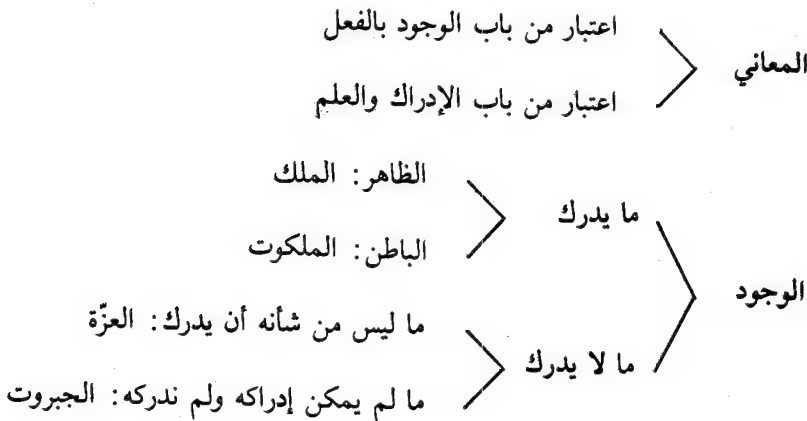 اعتبار من باب الوجود بالفعل
المعاني
اعتبار من باب الإدراك والعلم
الظاهر: الملك
ما يدرك
الباطن: الملكوت
الوجود
ما ليس من شأنه أن يدرك: العزّة
ما لا يدرك
ما لم يمكن إدراكه ولم ندركه: الجبروت